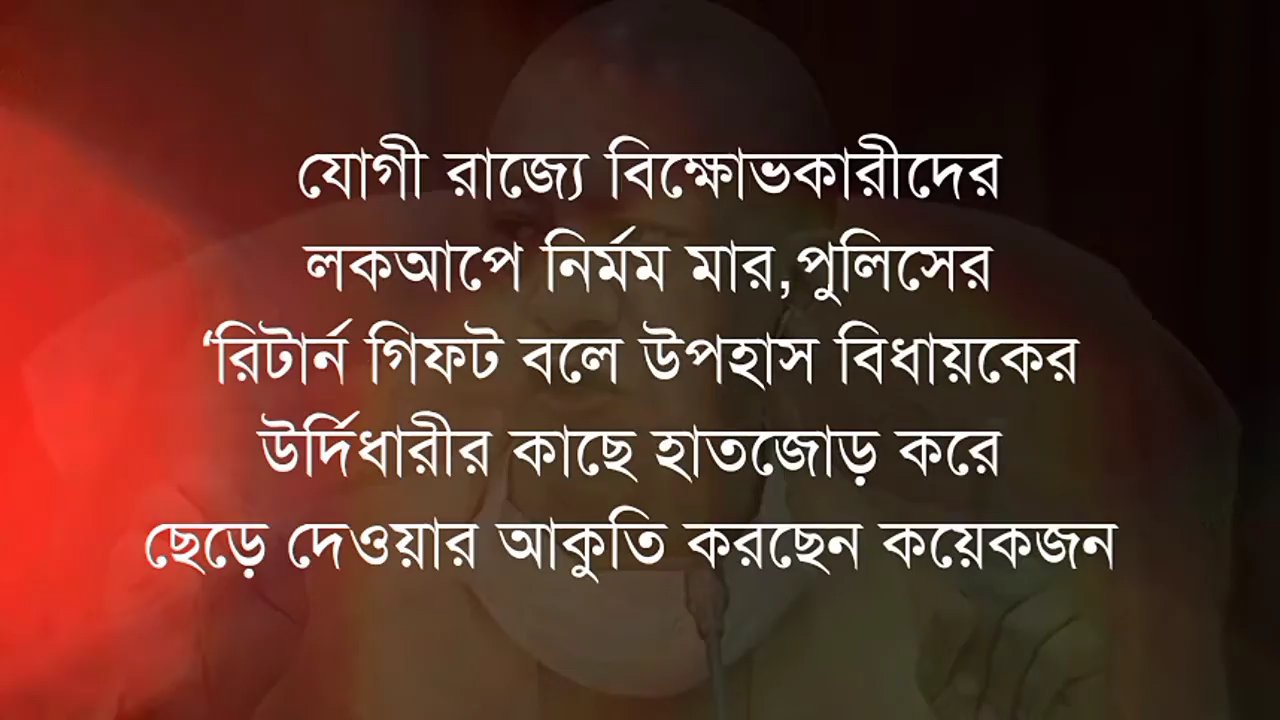 যোগী রাজ্যে বিক্ষোভকারীদের
লকআপে নির্মম মার,পুলিসের
‘রিটার্ন গিফট বলে উপহাস বিধায়কের
উর্দিধারীর কাছে হাতজোড় করে
ছেড়ে দেওয়ার আকুতি করছেন কয়েকজন